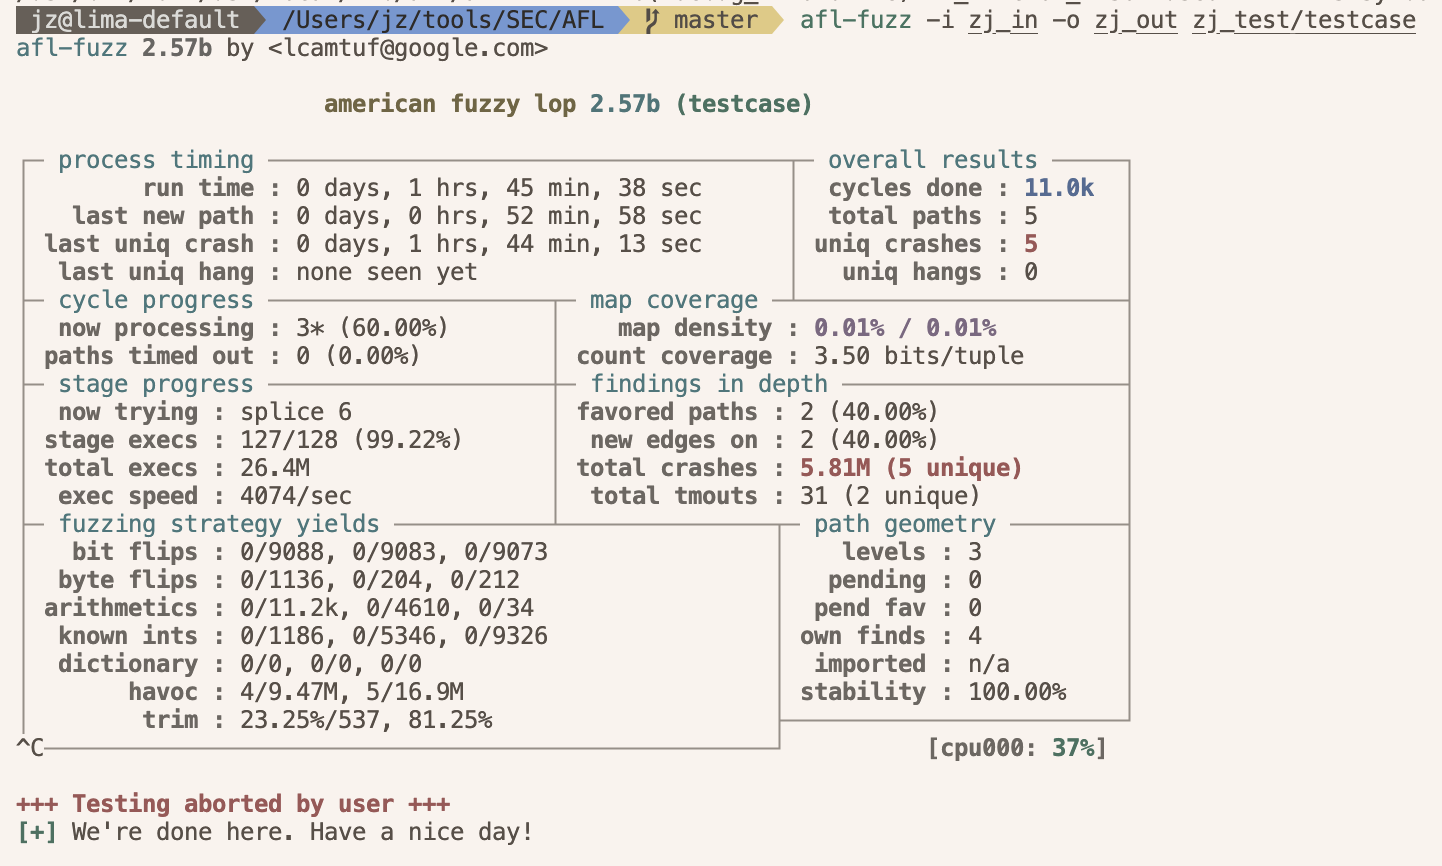 jz@lima-default /Users/jz/tools/SEC/AFL master afl-fuzz -i zj_in -o zj_out zj_test/testcase
afl-fuzz 2.57b by <lcamtuf@google.com>
american fuzzy lop 2.57b (testcase)
process timing overall results
run time : 0 days, 1 hrs, 45 min, 38 sec cycles done : 11.0k
last new path : 0 days, 0 hrs, 52 min, 58 sec total paths : 5
last uniq crash : 0 days, 1 hrs, 44 min, 13 sec uniq crashes : 5
last uniq hang : none seen yet uniq hangs : 0
cycle progress map coverage
now processing : 3* (60.00%) map density : 0.01% / 0.01%
paths timed out : 0 (0.00%) count coverage : 3.50 bits/tuple
stage progress findings in depth
now trying : splice 6 favored paths : 2 (40.00%)
stage execs : 127/128 (99.22%) new edges on : 2 (40.00%)
total execs : 26.4M total crashes : 5.81M (5 unique)
exec speed : 4074/sec total tmouts : 31 (2 unique)
fuzzing strategy yields path geometry
bit flips : 0/9088, 0/9083, 0/9073 levels : 3
byte flips : 0/1136, 0/204, 0/212 pending : 0
arithmetics : 0/11.2k, 0/4610, 0/34 pend fav : 0
known ints : 0/1186, 0/5346, 0/9326 own finds : 4
dictionary : 0/0, 0/0, 0/0 imported : n/a
havoc : 4/9.47M, 5/16.9M stability : 100.00%
trim : 23.25%/537, 81.25%
^C [cpu000: 37%]
+++ Testing aborted by user +++
[+] We're done here. Have a nice day!